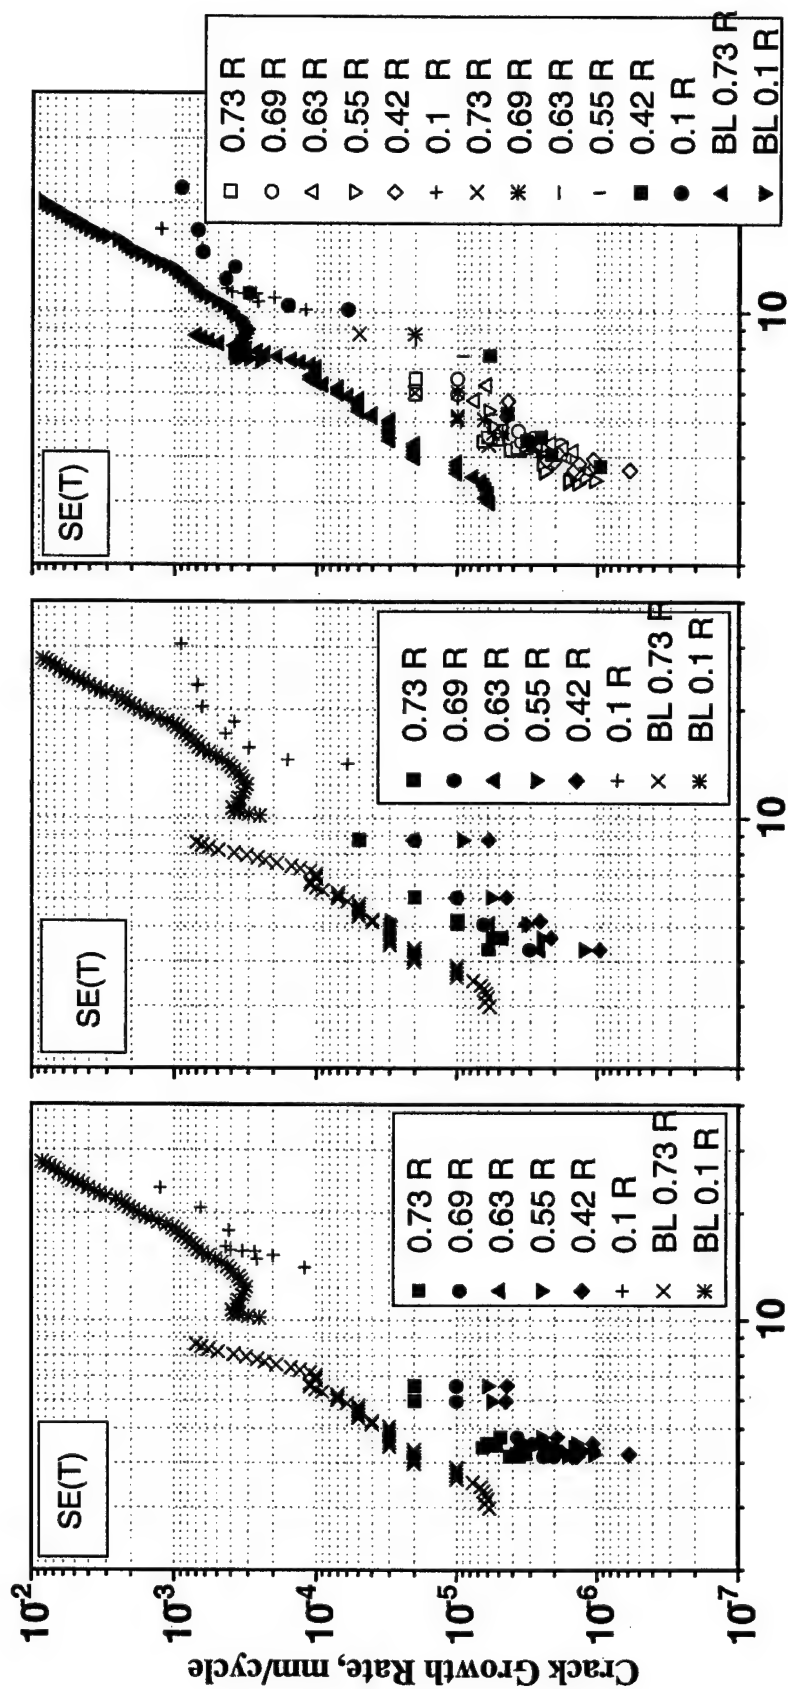 Crack Growth Rate, mm/cycle
10⁻²
10⁻³
10⁻⁴
10⁻⁵
10⁻⁶
10⁻⁷
SE(T)
0.73 R
0.69 R
0.63 R
0.55 R
0.42 R
0.1 R
BL 0.73 R
BL 0.1 R
10
SE(T)
0.73 R
0.69 R
0.63 R
0.55 R
0.42 R
0.1 R
BL 0.73 R
BL 0.1 R
10
SE(T)
0.73 R
0.69 R
0.63 R
0.55 R
0.42 R
0.1 R
0.73 R
0.69 R
0.63 R
0.55 R
0.42 R
0.1 R
BL 0.73 R
BL 0.1 R
10